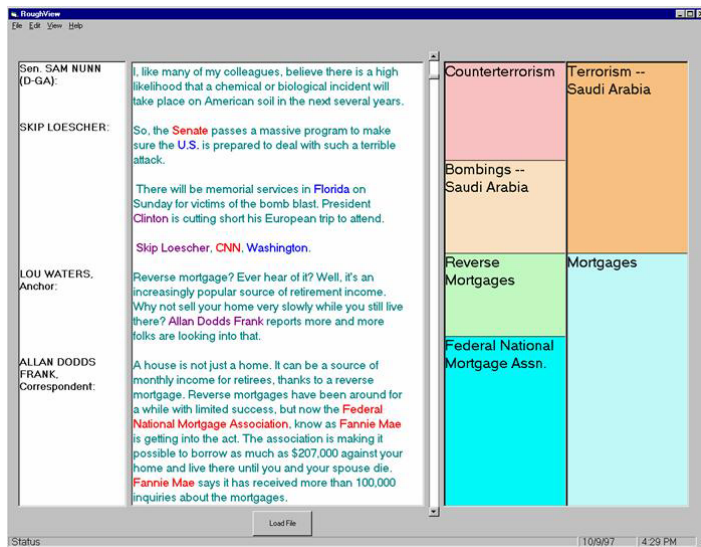 RoughView
File Edit View Help
Sen. SAM NUNN
(D-GA):
I, like many of my colleagues, believe there is a high
likelihood that a chemical or biological incident will
take place on American soil in the next several years.
SKIP LOESCHER:
So, the Senate passes a massive program to make
sure the U.S. is prepared to deal with such a terrible
attack.
There will be memorial services in Florida on
Sunday for victims of the bomb blast. President
Clinton is cutting short his European trip to attend.
Skip Loescher, CNN, Washington.
LOU WATERS,
Anchor:
Reverse mortgage? Ever hear of it? Well, it's an
increasingly popular source of retirement income.
Why not sell your home very slowly while you still live
there? Allan Dodds Frank reports more and more
folks are looking into that.
ALLAN DODDS
FRANK,
Correspondent:
A house is not just a home. It can be a source of
monthly income for retirees, thanks to a reverse
mortgage. Reverse mortgages have been around for
a while with limited success, but now the Federal
National Mortgage Association, know as Fannie Mae
is getting into the act. The association is making it
possible to borrow as much as $207,000 against your
home and live there until you and your spouse die.
Fannie Mae says it has received more than 100,000
inquiries about the mortgages.
Counterterrorism
Terrorism --
Saudi Arabia
Bombings --
Saudi Arabia
Reverse
Mortgages
Mortgages
Federal National
Mortgage Assn.
Load File
Status
10/9/97 4:29 PM